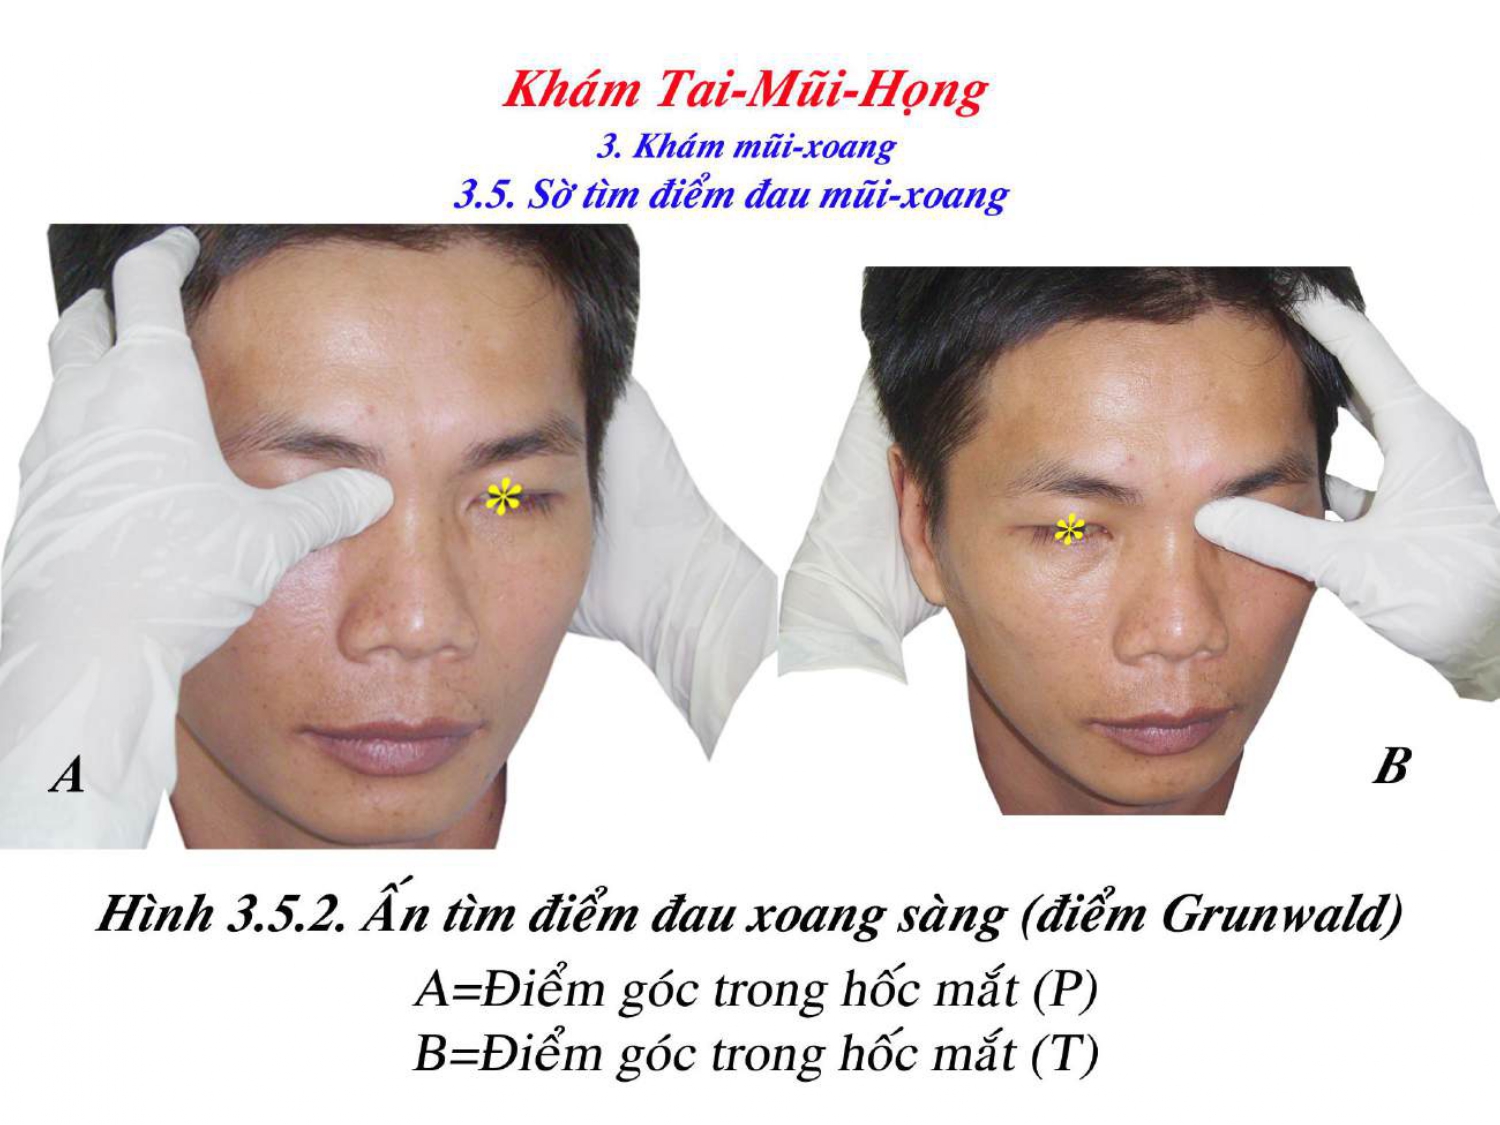 Khám Tai-Mũi-Họng
3. Khám mũi-xoang
3.5. Sờ tìm điểm đau mũi-xoang
A
B
Hình 3.5.2. Ấn tìm điểm đau xoang sàng (điểm Grunwald)
A=Điểm góc trong hốc mắt (P)
B=Điểm góc trong hốc mắt (T)